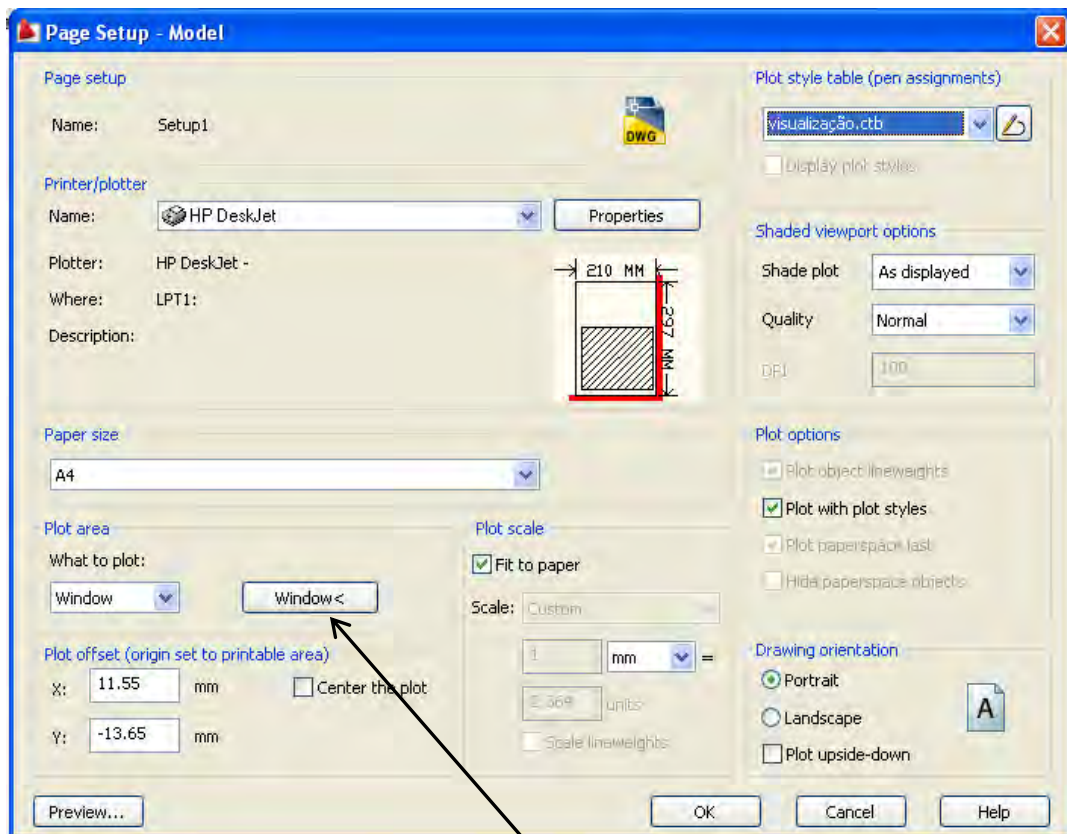 Page Setup - Model
Page setup
Name: Setup1
DWG
Printer/plotter
Name: HP DeskJet Properties
Plotter: HP DeskJet -
Where: LPT1:
Description:
210 MM
297 MM
Paper size
A4
Plot area
What to plot:
Window Window<
Plot offset (origin set to printable area)
X: 11.55 mm Center the plot
Y: -13.65 mm
Plot scale
Fit to paper
Scale: Custom
1 mm =
2.369 units
Scale lineweights
Plot style table (pen assignments)
visualização.ctb
Display plot styles
Shaded viewport options
Shade plot As displayed
Quality Normal
DPI 100
Plot options
Plot object lineweights
Plot with plot styles
Plot paperspace last
Hide paperspace objects
Drawing orientation
Portrait
A
Landscape
Plot upside-down
Preview... OK Cancel Help